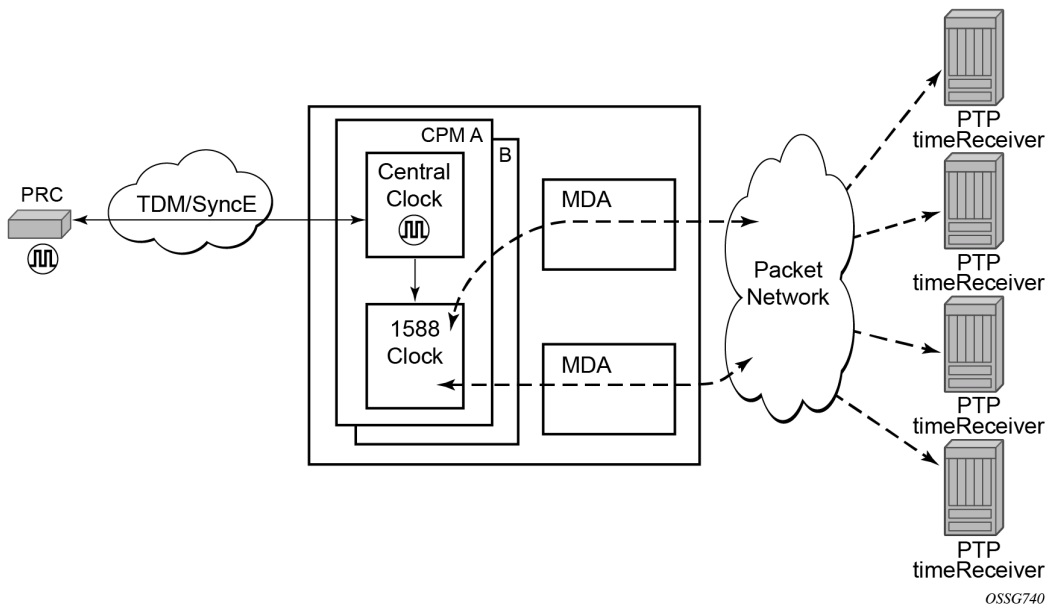 PRC
TDM/SyncE
CPM A
B
Central
Clock
1588
Clock
MDA
MDA
Packet
Network
PTP
timeReceiver
PTP
timeReceiver
PTP
timeReceiver
PTP
timeReceiver
OSSG740